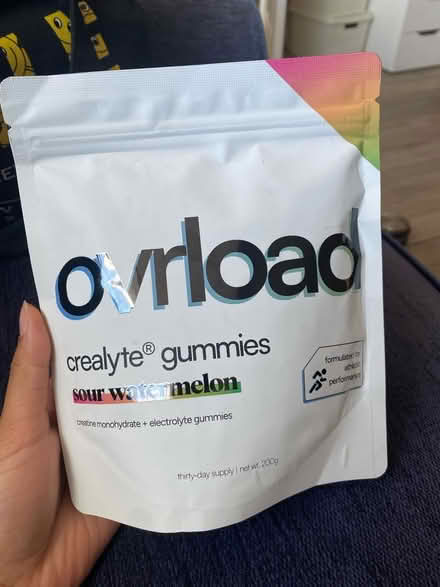 ovrload
crealyte® gummies
sour watermelon
creatine monohydrate + electrolyte gummies
formulated for
athletic
performance
thirty-day supply | net wt. 200g